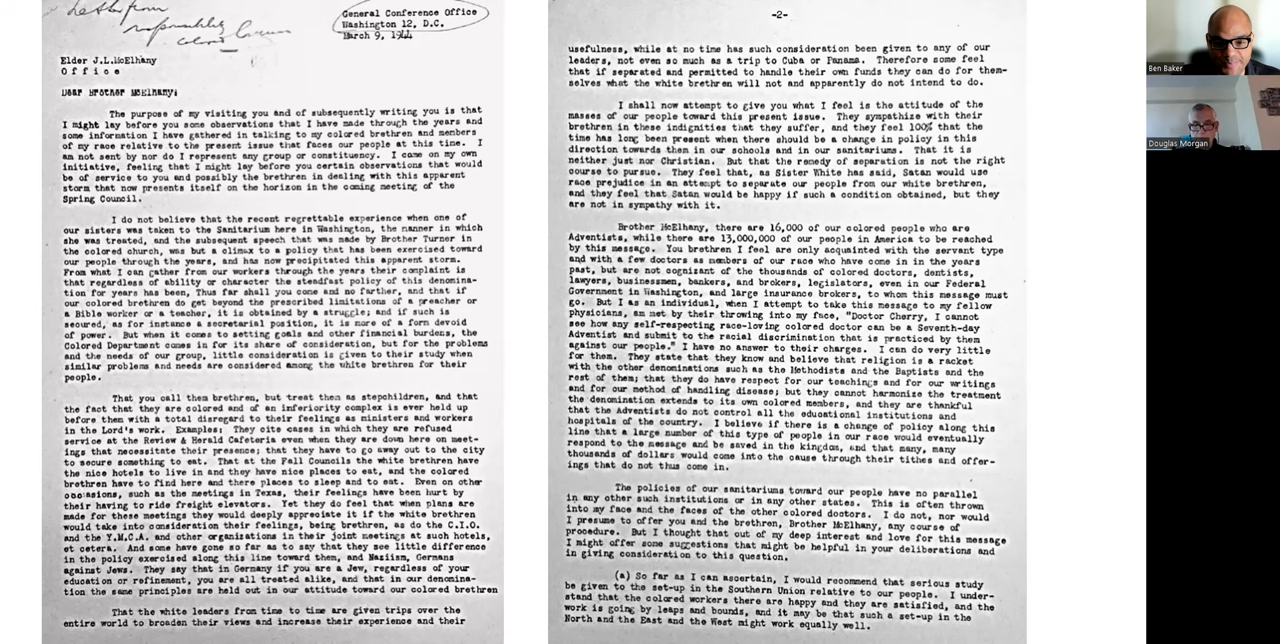 Letter from
responsible
colored
General Conference Office
Washington 12, D.C.
March 9, 1944
Elder J.L.McElhany
O f f i c e
Dear Brother McElhany:
The purpose of my visiting you and of subsequently writing you is that
I might lay before you some observations that I have made through the years and
some information I have gathered in talking to my colored brethren and members
of my race relative to the present issue that faces our people at this time. I
am not sent by nor do I represent any group or constituency. I come on my own
initiative, feeling that I might lay before you certain observations that would
be of service to you and possibly the brethren in dealing with this apparent
storm that now presents itself on the horizon in the coming meeting of the
Spring Council.
I do not believe that the recent regrettable experience when one of
our sisters was taken to the Sanitarium here in Washington, the manner in which
she was treated, and the subsequent speech that was made by Brother Turner in
the colored church, was but a climax to a policy that has been exercised toward
our people through the years, and has now precipitated this apparent storm.
From what I can gather from our workers through the years their complaint is
that regardless of ability or character the steadfast policy of this denomina-
tion for years has been, Thus far shall you come and no farther, and that if
our colored brethren do get beyond the prescribed limitations of a preacher or
a Bible worker or a teacher, it is obtained by a struggle; and if such is
secured, as for instance a secretarial position, it is more of a form devoid
of power. But when it comes to setting goals and other financial burdens, the
Colored Department comes in for its share of consideration, but for the problems
and the needs of our group, little consideration is given to their study when
similar problems and needs are considered among the white brethren for their
people.
That you call them brethren, but treat them as stepchildren, and that
the fact that they are colored and of an inferiority complex is ever held up
before them with a total disregard to their feelings as ministers and workers
in the Lord's work. Examples: They cite cases in which they are refused
service at the Review & Herald Cafeteria even when they are down here on meet-
ings that necessitate their presence; that they have to go away out to the city
to secure something to eat. That at the Fall Councils the white brethren have
the nice hotels to live in and they have nice places to eat, and the colored
brethren have to find here and there places to sleep and to eat. Even on other
occasions, such as the meetings in Texas, their feelings have been hurt by
their having to ride freight elevators. Yet they do feel that when plans are
made for these meetings they would deeply appreciate it if the white brethren
would take into consideration their feelings, being brethren, as do the C.I.O.
and the Y.M.C.A. and other organizations in their joint meetings at such hotels,
et cetera. And some have gone so far as to say that they see little difference
in the policy exercised along this line toward them, and Naziism, Germans
against Jews. They say that in Germany if you are a Jew, regardless of your
education or refinement, you are all treated alike, and that in our denomina-
tion the same principles are held out in our attitude toward our colored brethren
That the white leaders from time to time are given trips over the
entire world to broaden their views and increase their experience and their
-2-
usefulness, while at no time has such consideration been given to any of our
leaders, not even so much as a trip to Cuba or Panama. Therefore some feel
that if separated and permitted to handle their own funds they can do for them-
selves what the white brethren will not and apparently do not intend to do.
I shall now attempt to give you what I feel is the attitude of the
masses of our people toward this present issue. They sympathize with their
brethren in these indignities that they suffer, and they feel 100% that the
time has long been present when there should be a change in policy in this
direction towards them in our schools and in our sanitariums. That it is
neither just nor Christian. But that the remedy of separation is not the right
course to pursue. They feel that, as Sister White has said, Satan would use
race prejudice in an attempt to separate our people from our white brethren,
and they feel that Satan would be happy if such a condition obtained, but they
are not in sympathy with it.
Brother McElhany, there are 16,000 of our colored people who are
Adventists, while there are 13,000,000 of our people in America to be reached
by this message. You brethren I feel are only acquainted with the servant type
and with a few doctors as members of our race who have come in in the years
past, but are not cognizant of the thousands of colored doctors, dentists,
lawyers, businessmen, bankers, and brokers, legislators, even in our Federal
Government in Washington, and large insurance brokers, to whom this message must
go. But I as an individual, when I attempt to take this message to my fellow
physicians, am met by their throwing into my face, "Doctor Cherry, I cannot
see how any self-respecting race-loving colored doctor can be a Seventh-day
Adventist and submit to the racial discrimination that is practiced by them
against our people." I have no answer to their charges. I can do very little
for them. They state that they know and believe that religion is a racket
with the other denominations such as the Methodists and the Baptists and the
rest of them; that they do have respect for our teachings and for our writings
and for our method of handling disease; but they cannot harmonize the treatment
the denomination extends to its own colored members, and they are thankful
that the Adventists do not control all the educational institutions and
hospitals of the country. I believe if there is a change of policy along this
line that a large number of this type of people in our race would eventually
respond to the message and be saved in the kingdom, and that many, many
thousands of dollars would come into the cause through their tithes and offer-
ings that do not thus come in.
The policies of our sanitariums toward our people have no parallel
in any other such institutions or in any other states. This is often thrown
into my face and the faces of the other colored doctors. I do not, nor would
I presume to offer you and the brethren, Brother McElhany, any course of
procedure. But I thought that out of my deep interest and love for this message
I might offer some suggestions that might be helpful in your deliberations and
in giving consideration to this question.
(a) So far as I can ascertain, I would recommend that serious study
be given to the set-up in the Southern Union relative to our people. I under-
stand that the colored workers there are happy and they are satisfied, and the
work is going by leaps and bounds, and it may be that such a set-up in the
North and the East and the West might work equally well.
Ben Baker
Douglas Morgan